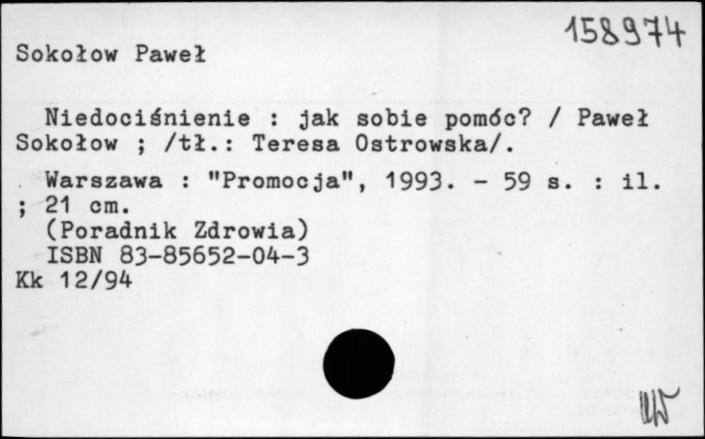 158974
Sokołow Paweł
Niedociśnienie : jak sobie pomóc? / Paweł
Sokołow ; /tł.: Teresa Ostrowska/.
Warszawa : "Promocja", 1993. - 59 s. : il.
; 21 cm.
(Poradnik Zdrowia)
ISBN 83-85652-04-3
Kk 12/94